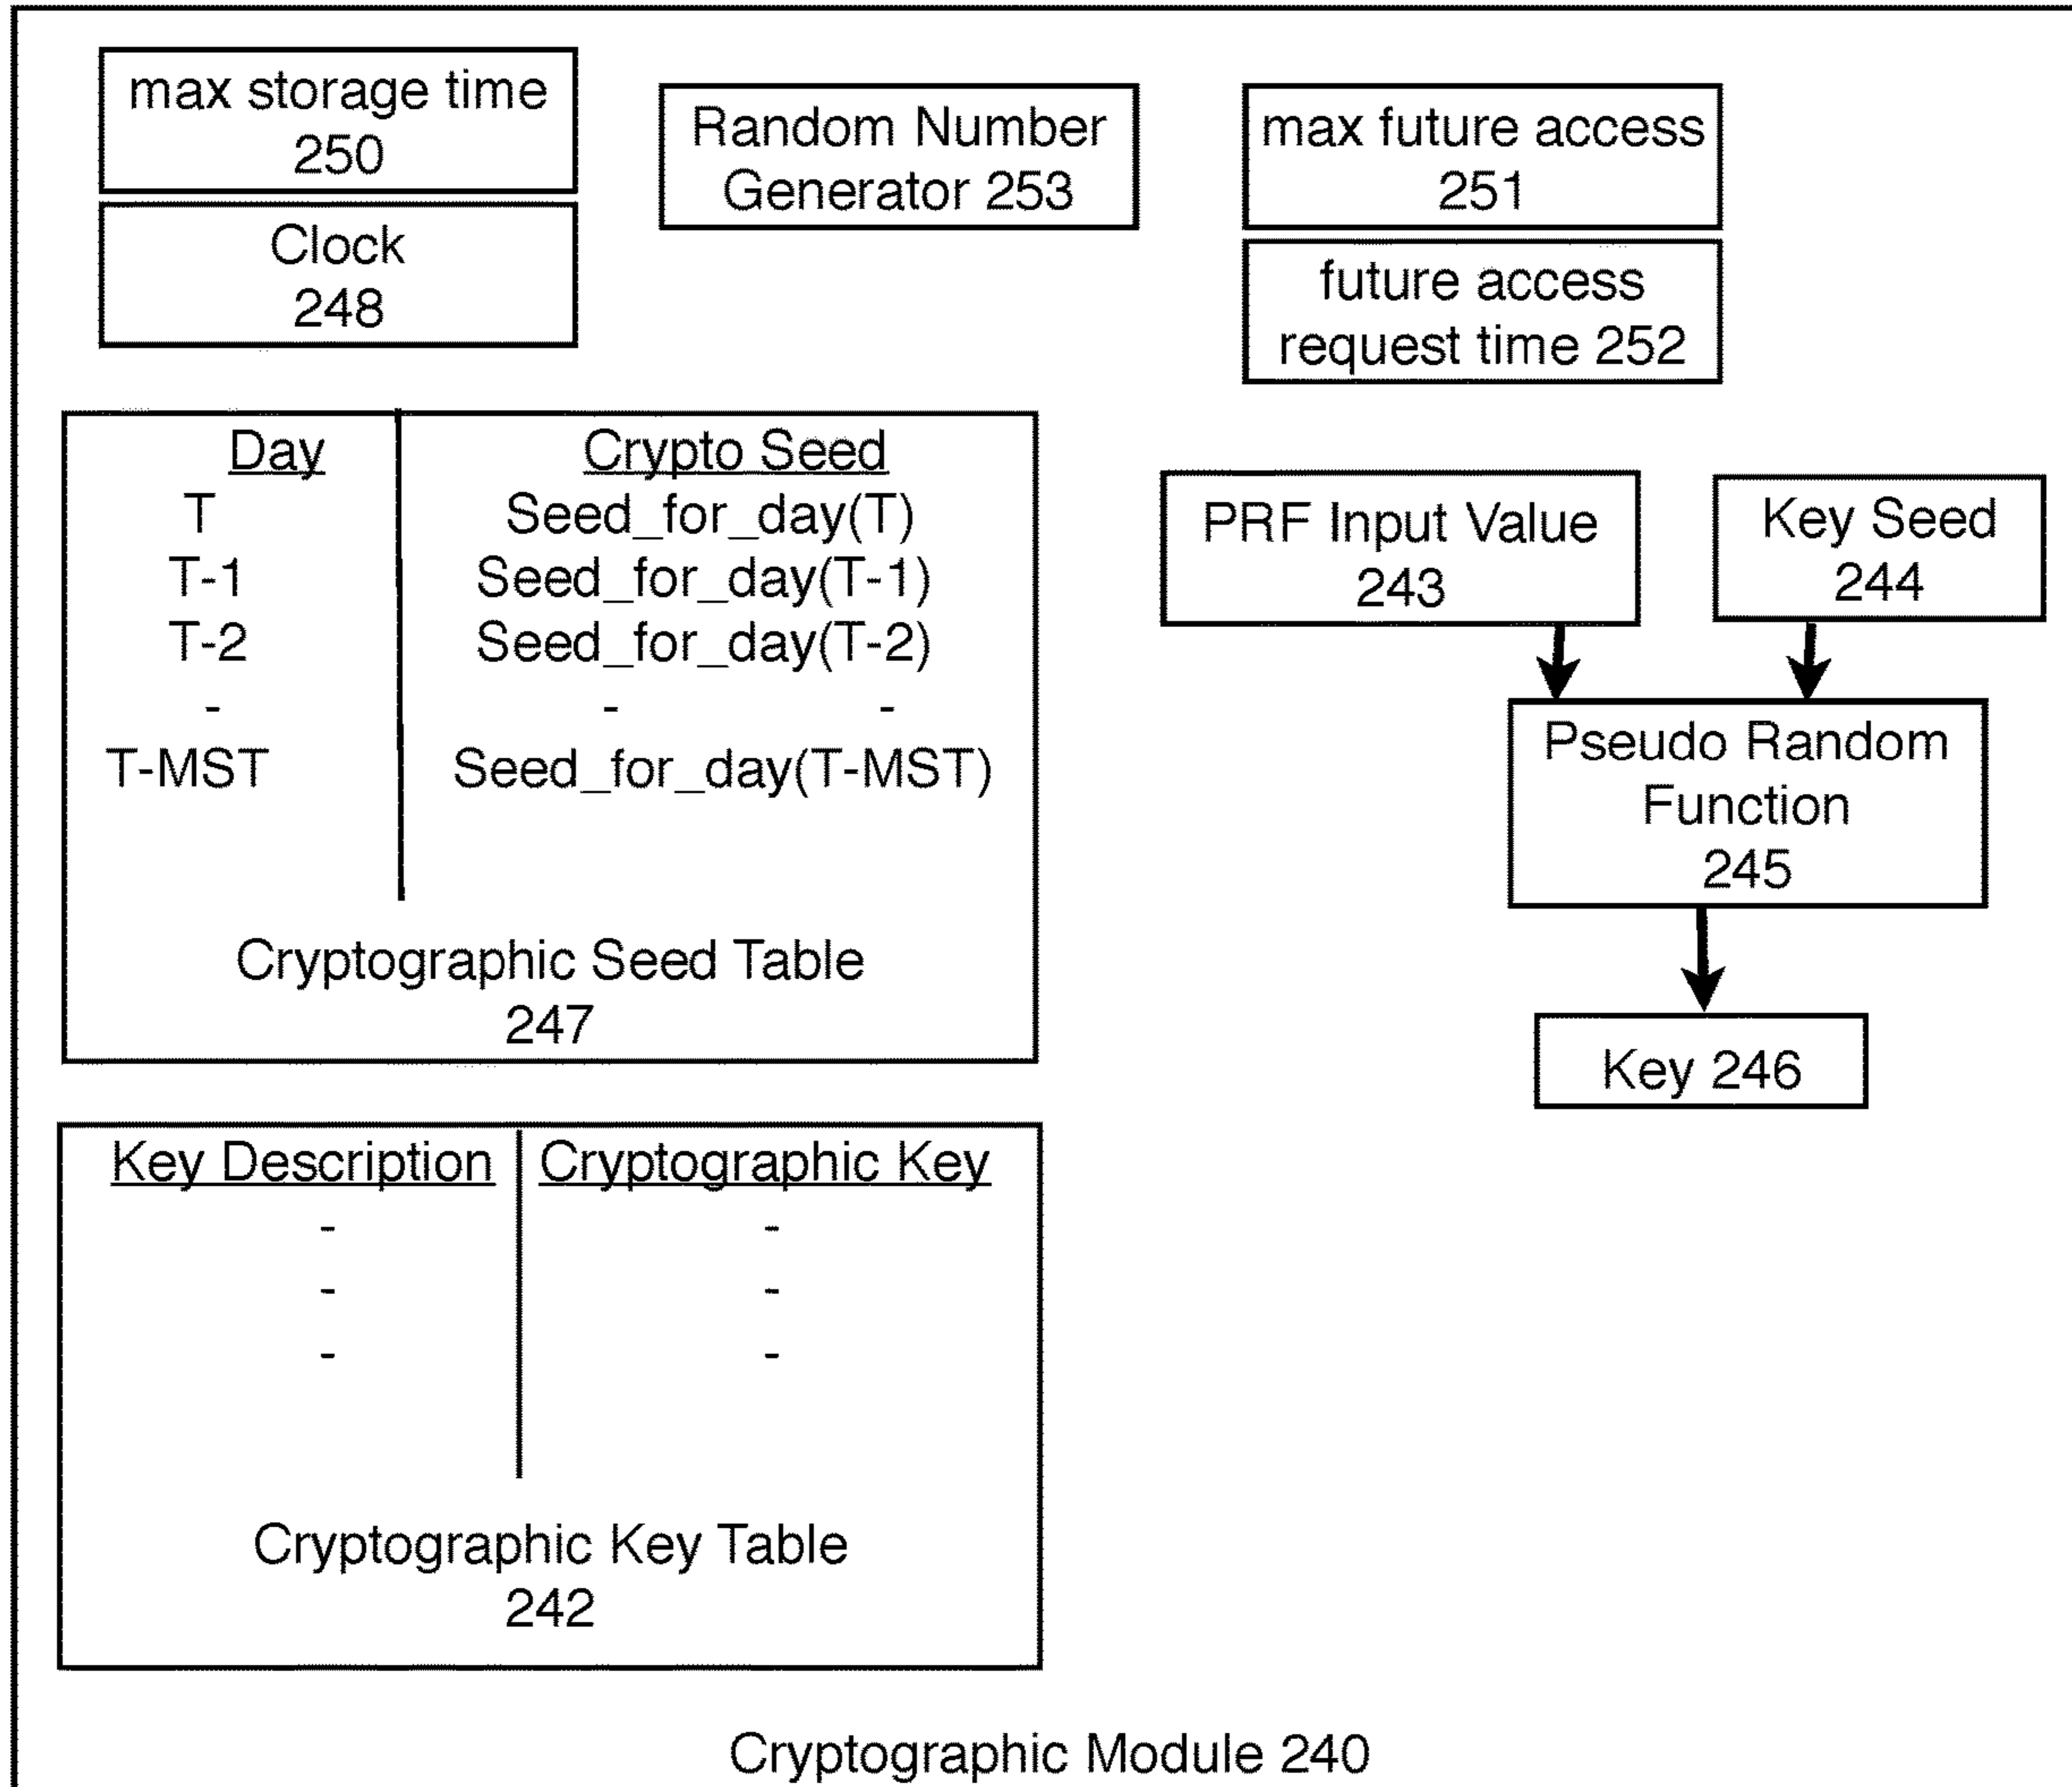 max storage time
250
Clock
248
Random Number
Generator 253
max future access
251
future access
request time 252
Day Crypto Seed
T Seed_for_day(T)
T-1 Seed_for_day(T-1)
T-2 Seed_for_day(T-2)
- - -
T-MST Seed_for_day(T-MST)
Cryptographic Seed Table
247
PRF Input Value
243
Key Seed
244
Pseudo Random
Function
245
Key 246
Key Description Cryptographic Key
- -
- -
- -
Cryptographic Key Table
242
Cryptographic Module 240